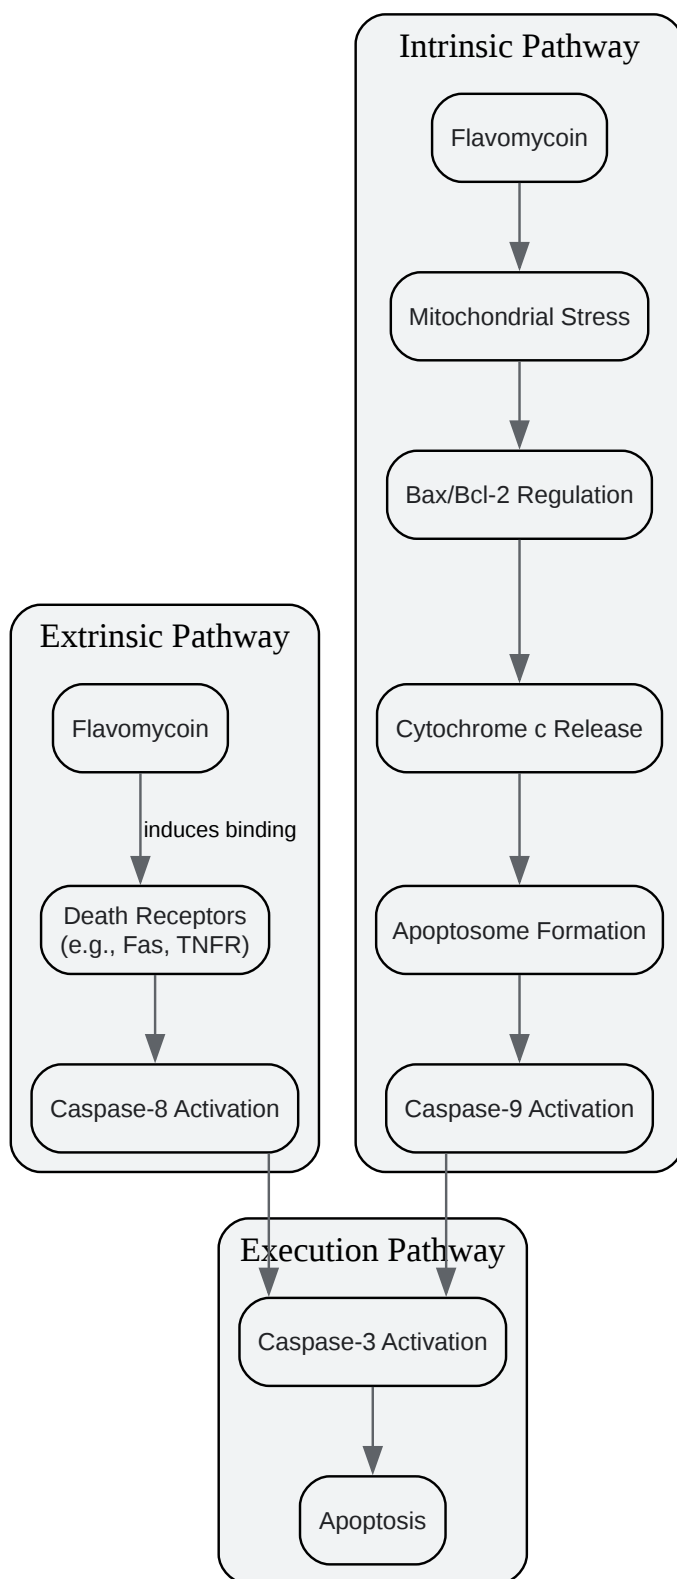 Intrinsic Pathway
Flavomycoin
Mitochondrial Stress
Bax/Bcl-2 Regulation
Cytochrome c Release
Apoptosome Formation
Caspase-9 Activation
Extrinsic Pathway
Flavomycoin
induces binding
Death Receptors
(e.g., Fas, TNFR)
Caspase-8 Activation
Execution Pathway
Caspase-3 Activation
Apoptosis